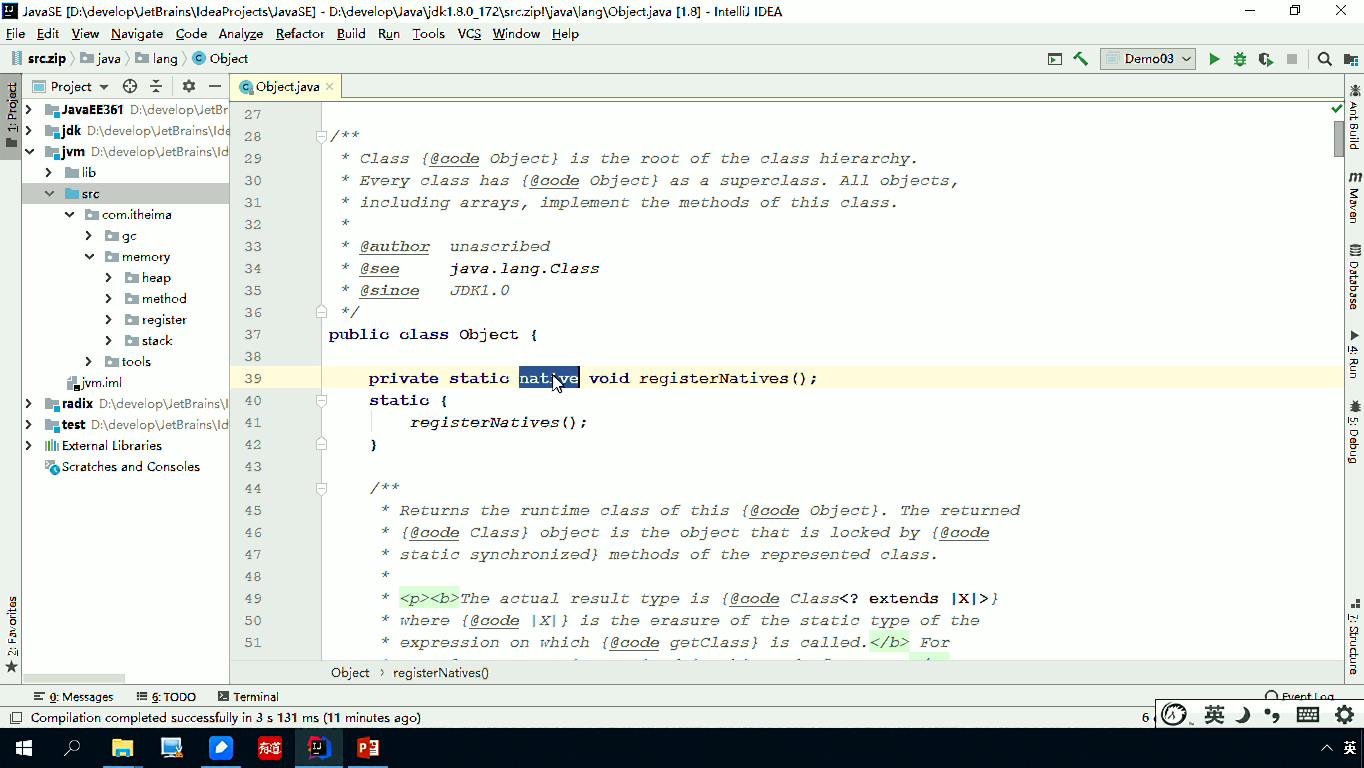 JavaSE [D:\develop\JetBrains\IdeaProjects\JavaSE] - D:\develop\Java\jdk1.8.0_172\src.zip!\java\lang\Object.java [1.8] - IntelliJ IDEA
File Edit View Navigate Code Analyze Refactor Build Run Tools VCS Window Help
src.zip java lang Object Demo03
1: Project
Project
Object.java
JavaEE361 D:\develop\JetBr
jdk D:\develop\JetBrains\Ide
jvm D:\develop\JetBrains\Id
lib
src
com.itheima
gc
memory
heap
method
register
stack
tools
jvm.iml
radix D:\develop\JetBrains\I
test D:\develop\JetBrains\Id
External Libraries
Scratches and Consoles
27
28 /**
29 * Class {@code Object} is the root of the class hierarchy.
30 * Every class has {@code Object} as a superclass. All objects,
31 * including arrays, implement the methods of this class.
32 *
33 * @author unascribed
34 * @see java.lang.Class
35 * @since JDK1.0
36 */
37 public class Object {
38
39 private static native void registerNatives();
40 static {
41 registerNatives();
42 }
43
44 /**
45 * Returns the runtime class of this {@code Object}. The returned
46 * {@code Class} object is the object that is locked by {@code
47 * static synchronized} methods of the represented class.
48 *
49 * <p><b>The actual result type is {@code Class<? extends |X|>}
50 * where {@code |X|} is the erasure of the static type of the
51 * expression on which {@code getClass} is called.</b> For
Object registerNatives()
Ant Build
Maven
Database
4: Run
5: Debug
7: Structure
2: Favorites
0: Messages 6: TODO Terminal Event Log
Compilation completed successfully in 3 s 131 ms (11 minutes ago) 6
英
有道
英